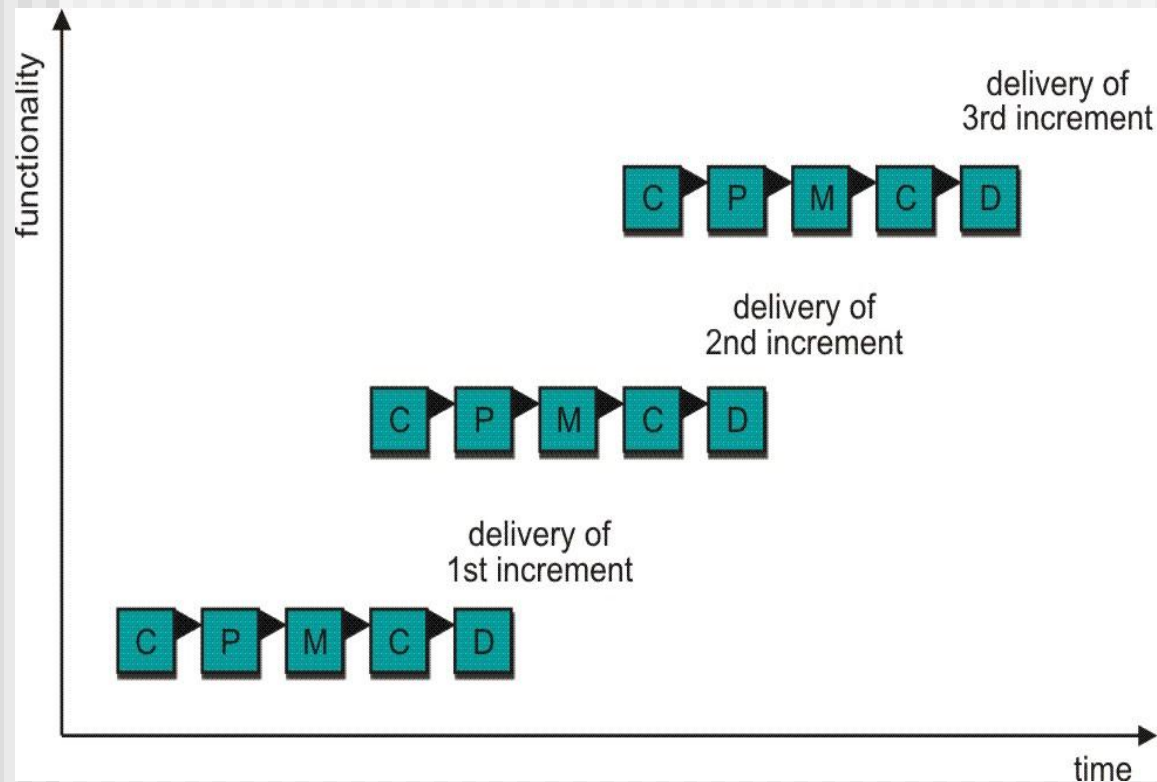 functionality
delivery of
3rd increment
C P M C D
delivery of
2nd increment
C P M C D
delivery of
1st increment
C P M C D
time